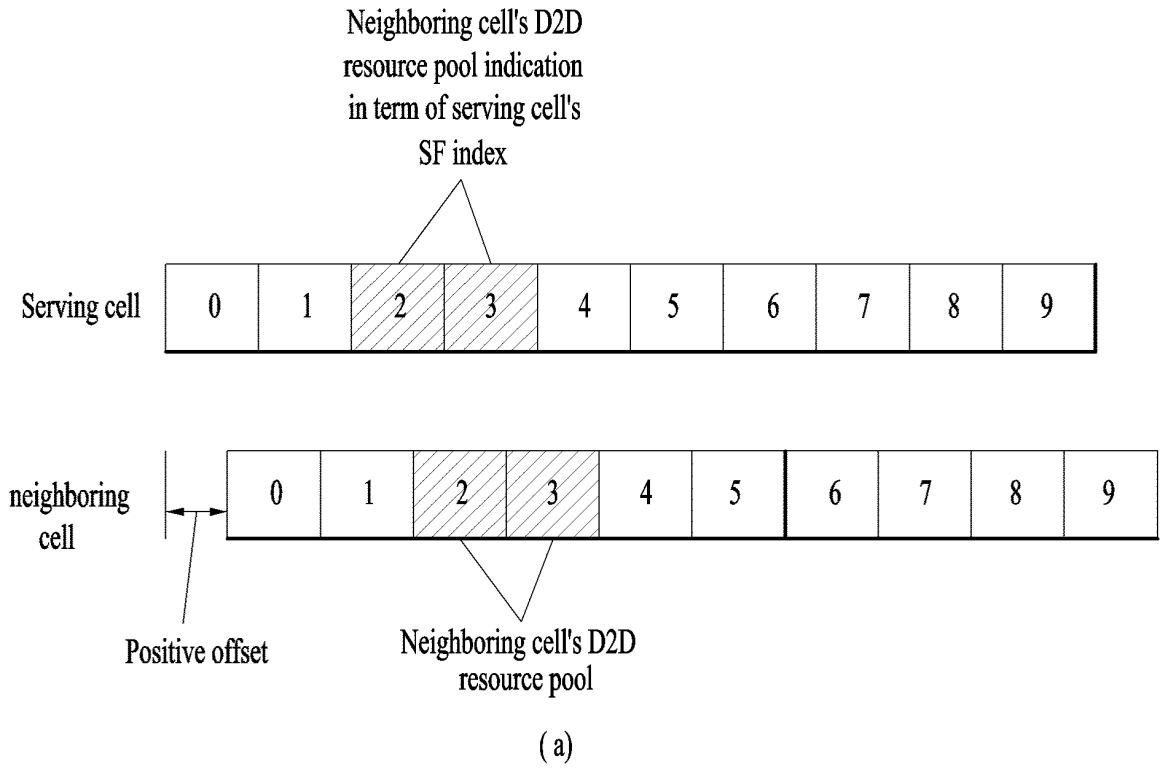 Neighboring cell's D2D
resource pool indication
in term of serving cell's
SF index
Serving cell 0 1 2 3 4 5 6 7 8 9
neighboring
cell
0 1 2 3 4 5 6 7 8 9
Positive offset
Neighboring cell's D2D
resource pool
(a)